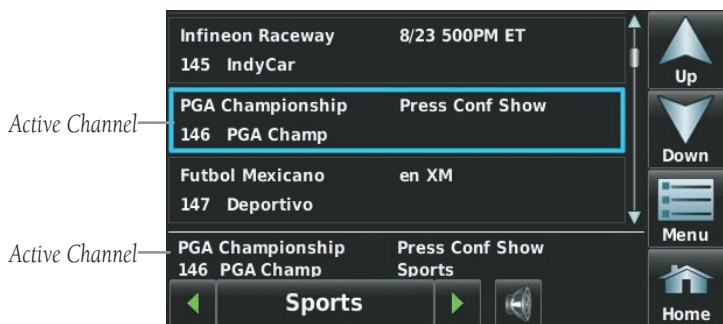 Infineon Raceway 8/23 500PM ET
145 IndyCar
Up
Active Channel
PGA Championship Press Conf Show
146 PGA Champ
Down
Futbol Mexicano en XM
147 Deportivo
Menu
Active Channel
PGA Championship Press Conf Show
146 PGA Champ Sports
Sports
Home